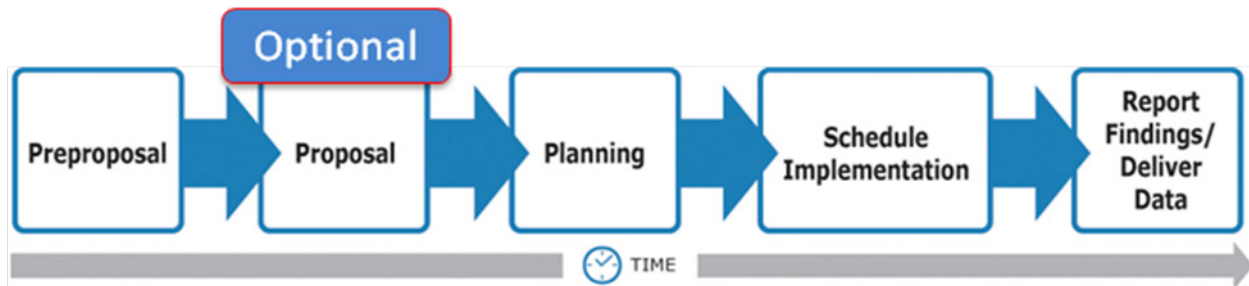 Optional
Preproposal
Proposal
Planning
Schedule
Implementation
Report
Findings/
Deliver
Data
TIME